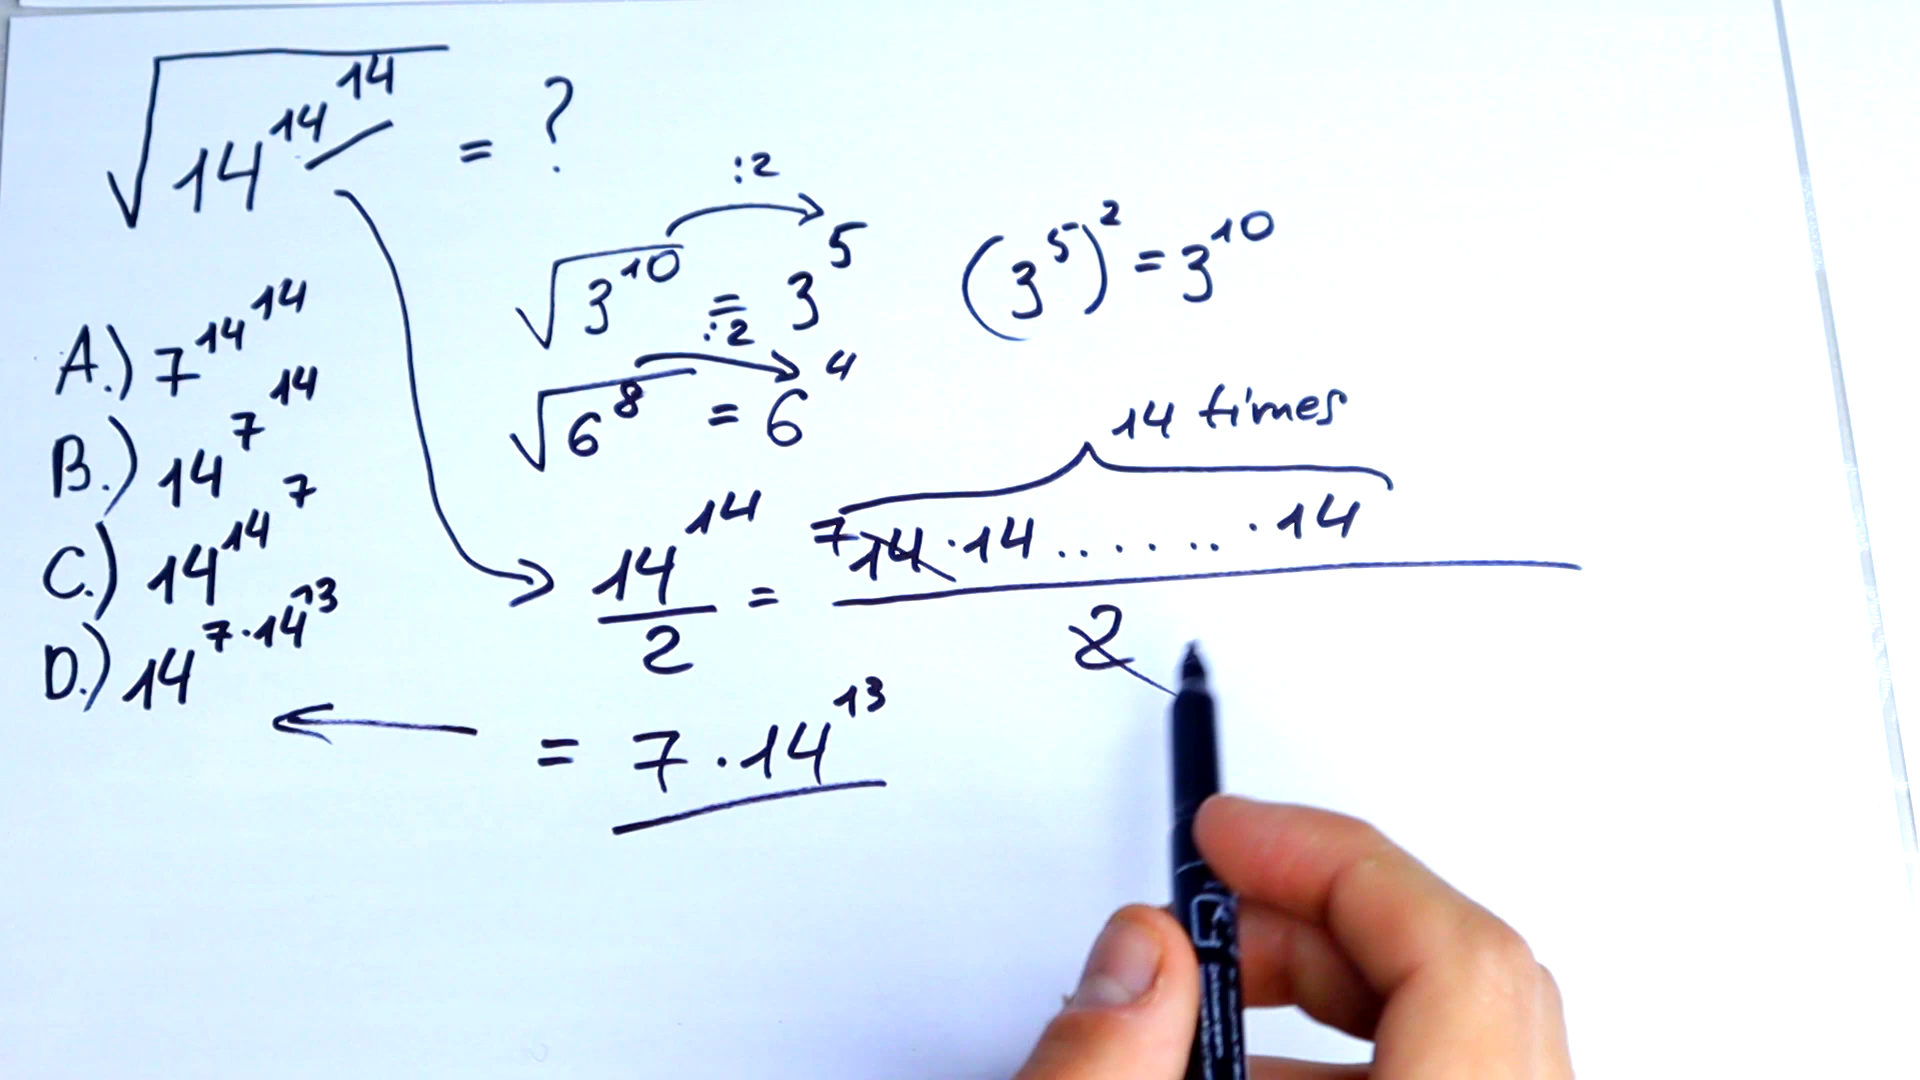 √14^14^14 = ?
A.) 7^14^14
B.) 14^7^14
C.) 14^14^7
D.) 14^7·14^13
:2
√3^10 = 3^5
(3^5)^2 = 3^10
:2
√6^8 = 6^4
14 times
14^14/2 = 7 14·14.......·14/2
= 7·14^13